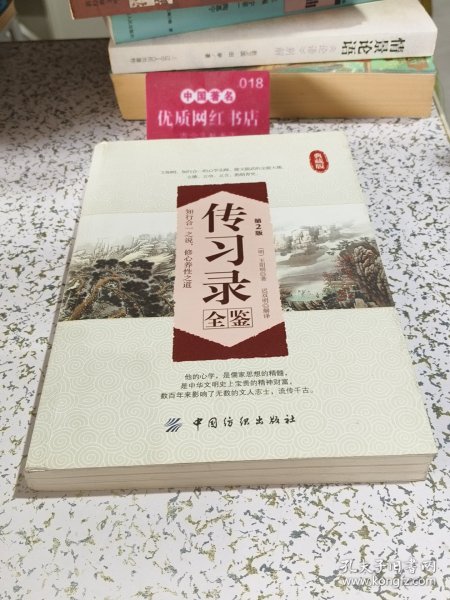 情景论语
018
中国著名
优质网红书店
典藏版
第2版
传习录
全鉴
知行合一之说，修心养性之道
[明] 王阳明 ◎ 著
迟双明 ◎ 解译
他的心学，是儒家思想的精髓，
是中华文明史上宝贵的精神财富，
数百年来影响了无数的文人志士，流传千古。
中国纺织出版社
孔夫子旧书网
www.kongfz.com